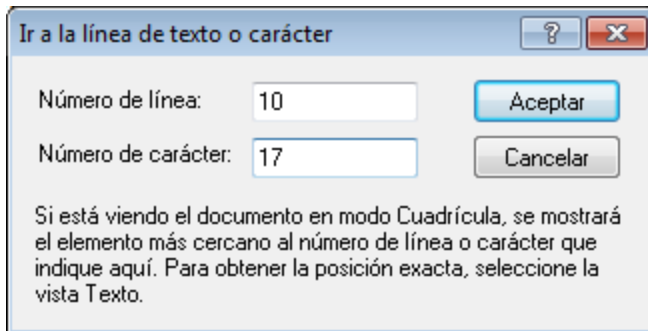 Ir a la línea de texto o carácter
Número de línea: 10 Aceptar
Número de carácter: 17 Cancelar
Si está viendo el documento en modo Cuadrícula, se mostrará
el elemento más cercano al número de línea o carácter que
indique aquí. Para obtener la posición exacta, seleccione la
vista Texto.